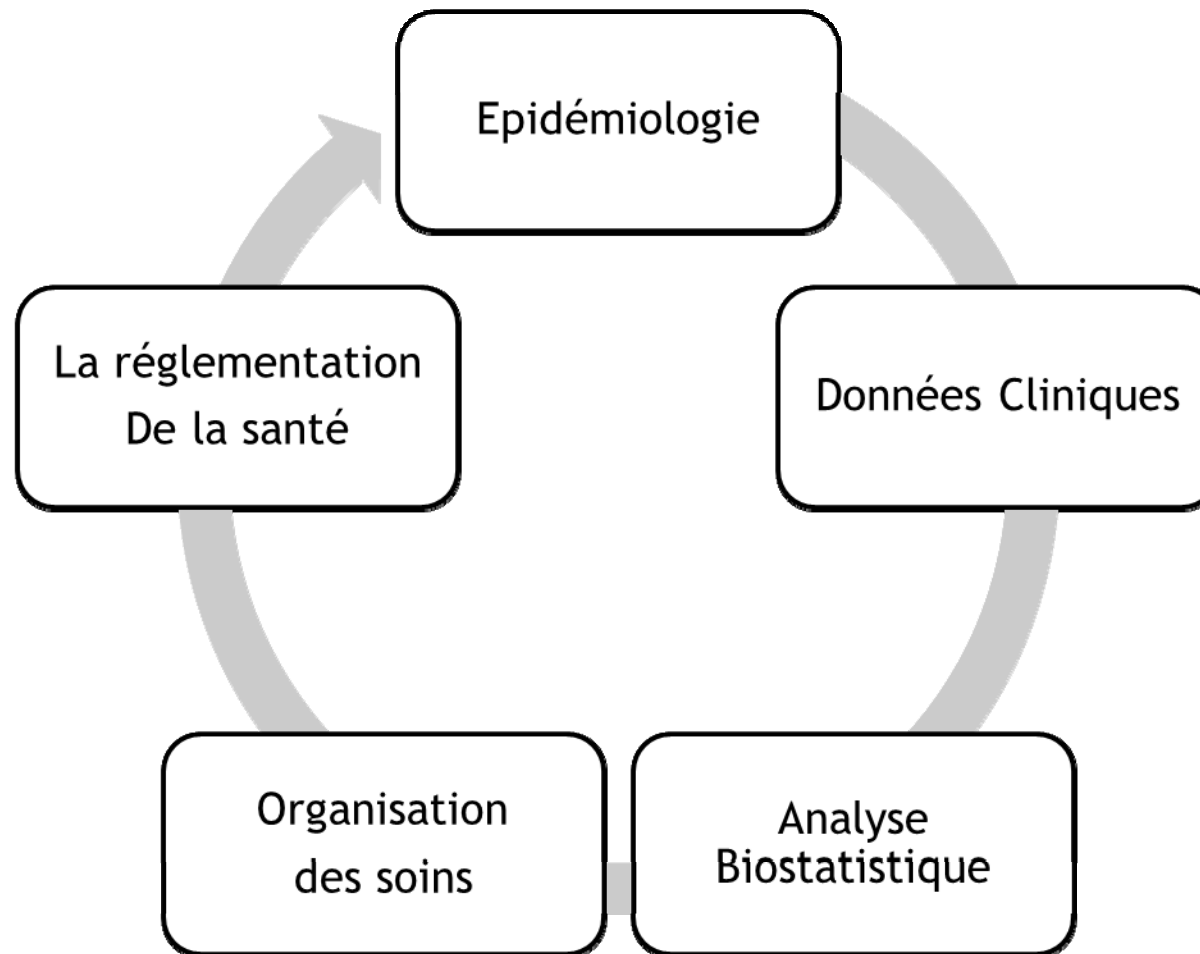 Epidémiologie
La réglementation
De la santé
Données Cliniques
Organisation
des soins
Analyse
Biostatistique